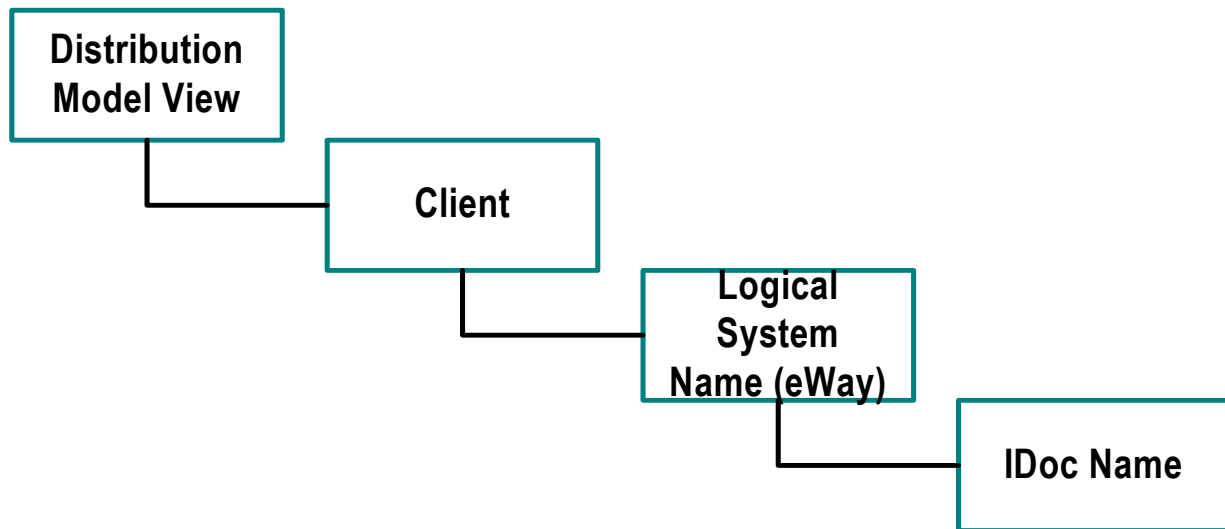 Distribution
Model View
Client
Logical
System
Name (eWay)
IDoc Name